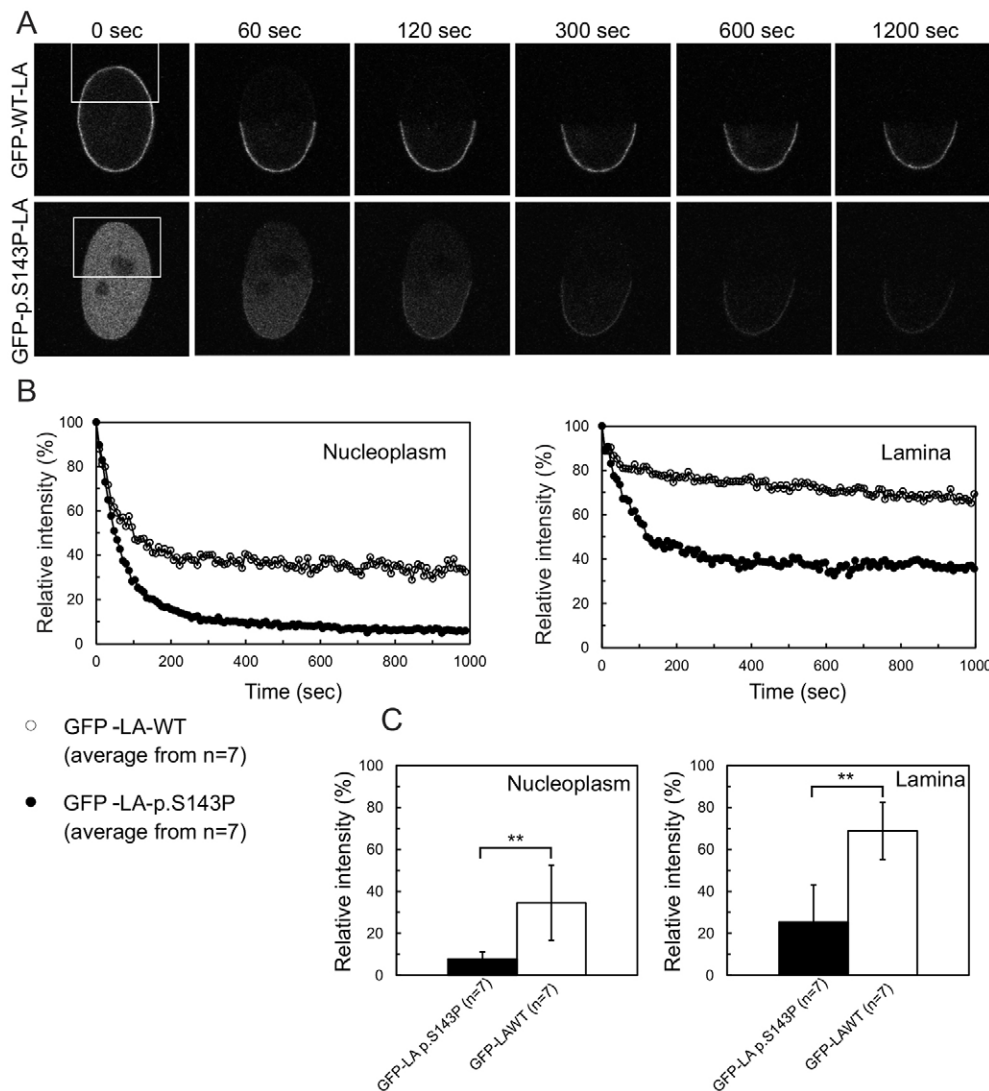 A
0 sec 60 sec 120 sec 300 sec 600 sec 1200 sec
GFP-WT-LA
GFP-p.S143P-LA
B
Nucleoplasm
Relative intensity (%)
100
80
60
40
20
0
0 200 400 600 800 1000
Time (sec)
Lamina
Relative intensity (%)
100
80
60
40
20
0
0 200 400 600 800 1000
Time (sec)
GFP -LA-WT
(average from n=7)
GFP -LA-p.S143P
(average from n=7)
C
Nucleoplasm
Relative intensity (%)
100
80
60
40
20
0
**
GFP-LA p.S143P (n=7)
GFP-LAWT (n=7)
Lamina
Relative intensity (%)
100
80
60
40
20
0
**
GFP-LA p.S143P (n=7)
GFP-LAWT (n=7)